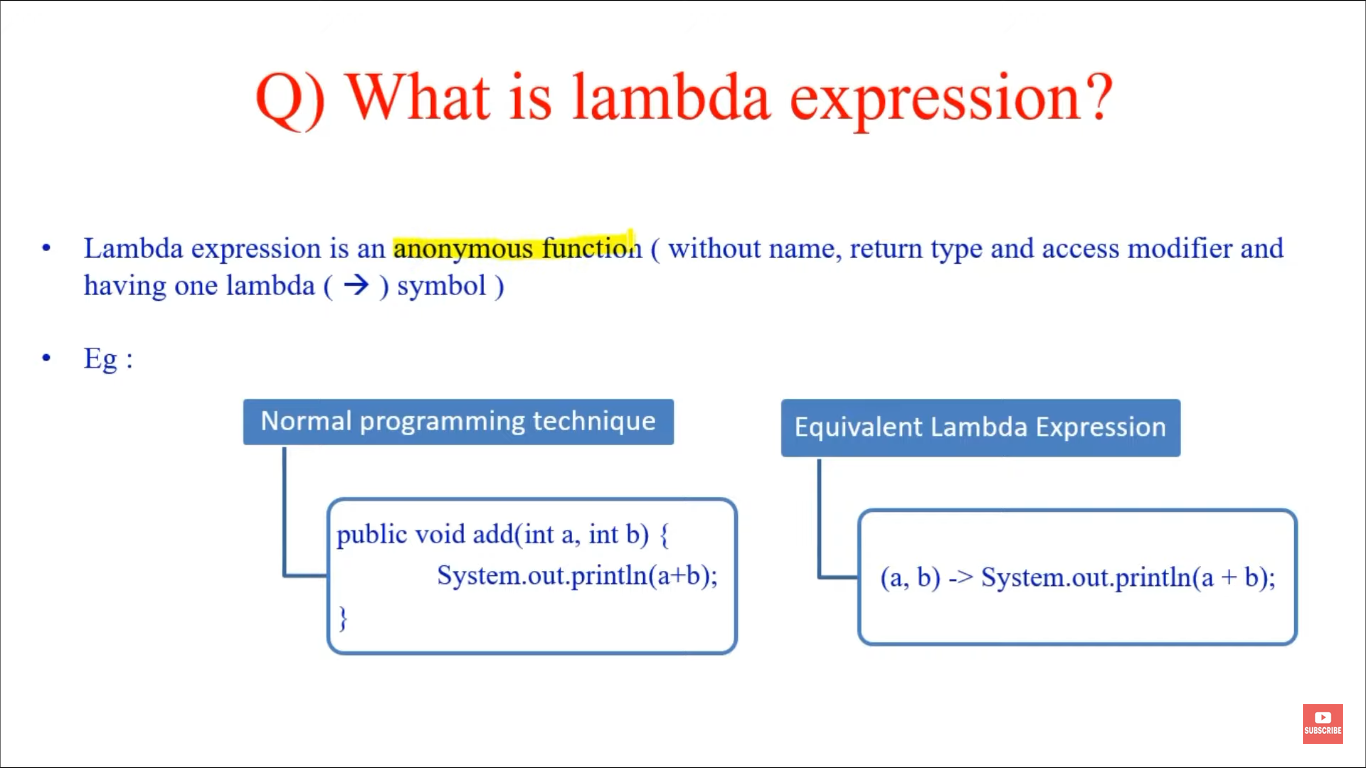 Q) What is lambda expression?
• Lambda expression is an anonymous function ( without name, return type and access modifier and
having one lambda ( → ) symbol )
• Eg :
Normal programming technique
public void add(int a, int b) {
System.out.println(a+b);
}
Equivalent Lambda Expression
(a, b) -> System.out.println(a + b);
SUBSCRIBE